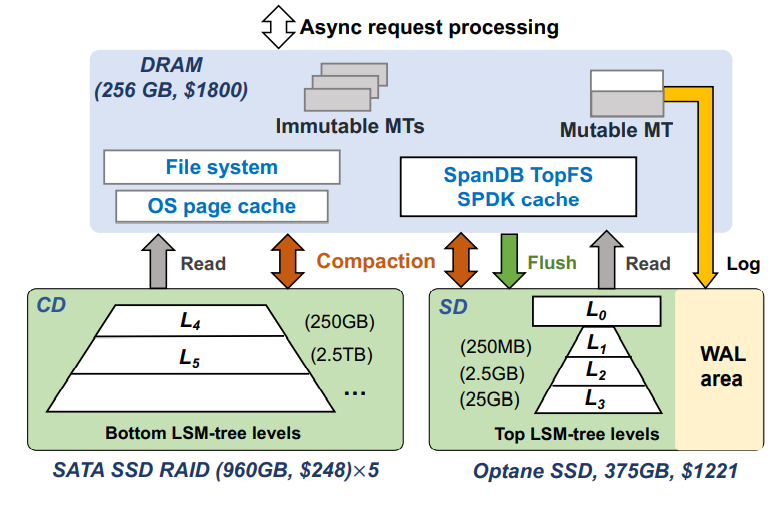 Async request processing
DRAM
(256 GB, $1800)
Immutable MTs
Mutable MT
File system
OS page cache
SpanDB TopFS
SPDK cache
Read
Compaction
Flush
Read
Log
CD
L4
(250GB)
L5
(2.5TB)
...
Bottom LSM-tree levels
SD
L0
(250MB)
L1
(2.5GB)
L2
(25GB)
L3
Top LSM-tree levels
WAL
area
SATA SSD RAID (960GB, $248)×5
Optane SSD, 375GB, $1221